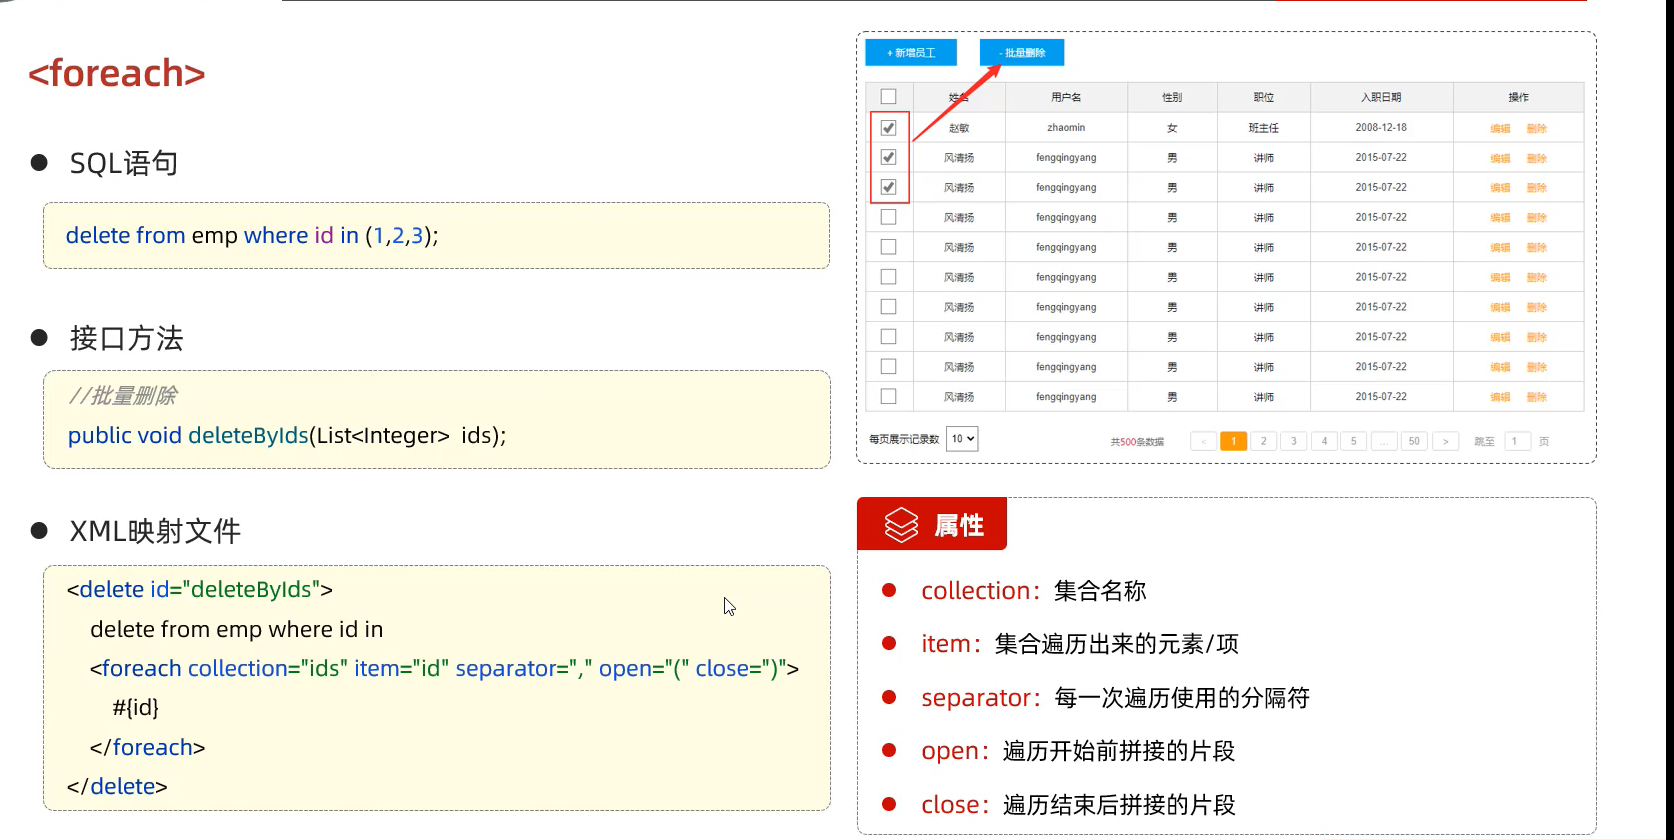 <foreach>
SQL语句
delete from emp where id in (1,2,3);
接口方法
//批量删除
public void deleteByIds(List<Integer> ids);
XML映射文件
<delete id="deleteByIds">
delete from emp where id in
<foreach collection="ids" item="id" separator="," open="(" close=")">
#{id}
</foreach>
</delete>
+ 新增员工 - 批量删除
姓名 用户名 性别 职位 入职日期 操作
赵敏 zhaomin 女 班主任 2008-12-18 编辑 删除
风清扬 fengqingyang 男 讲师 2015-07-22 编辑 删除
风清扬 fengqingyang 男 讲师 2015-07-22 编辑 删除
风清扬 fengqingyang 男 讲师 2015-07-22 编辑 删除
风清扬 fengqingyang 男 讲师 2015-07-22 编辑 删除
风清扬 fengqingyang 男 讲师 2015-07-22 编辑 删除
风清扬 fengqingyang 男 讲师 2015-07-22 编辑 删除
风清扬 fengqingyang 男 讲师 2015-07-22 编辑 删除
风清扬 fengqingyang 男 讲师 2015-07-22 编辑 删除
风清扬 fengqingyang 男 讲师 2015-07-22 编辑 删除
每页展示记录数 10 共500条数据 < 1 2 3 4 5 ... 50 > 跳至 1 页
属性
collection：集合名称
item：集合遍历出来的元素/项
separator：每一次遍历使用的分隔符
open：遍历开始前拼接的片段
close：遍历结束后拼接的片段